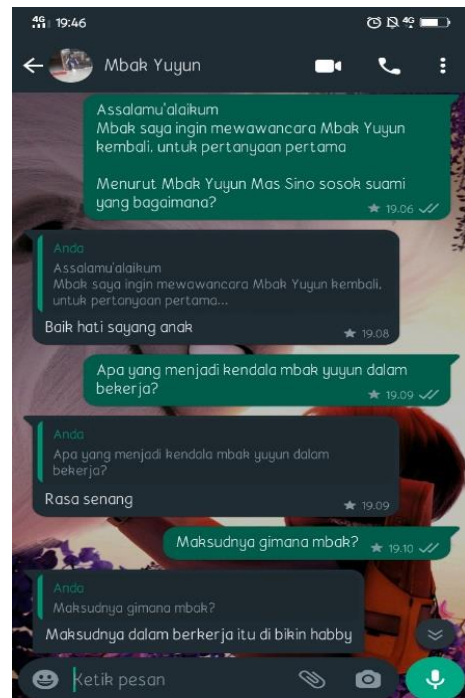 4G 19:46 4G
Mbak Yuyun
Assalamu'alaikum
Mbak saya ingin mewawancara Mbak Yuyun
kembali, untuk pertanyaan pertama
Menurut Mbak Yuyun Mas Sino sosok suami
yang bagaimana?
19.06
Anda
Assalamu'alaikum
Mbak saya ingin mewawancara Mbak Yuyun kembali,
untuk pertanyaan pertama...
Baik hati sayang anak
19.08
Apa yang menjadi kendala mbak yuyun dalam
bekerja?
19.09
Anda
Apa yang menjadi kendala mbak yuyun dalam
bekerja?
Rasa senang
19.09
Maksudnya gimana mbak? 19.10
Anda
Maksudnya gimana mbak?
Maksudnya dalam berkerja itu di bikin habby
Ketik pesan